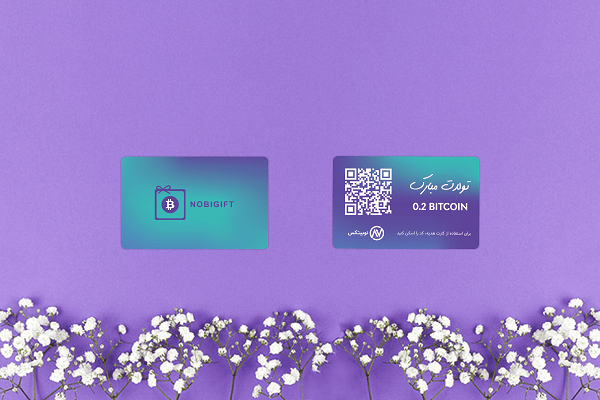 NOBIGIFT
تولدت مبارک
0.2 BITCOIN
برای استفاده از کارت هدیه، کد را اسکن کنید
نوبیتکس